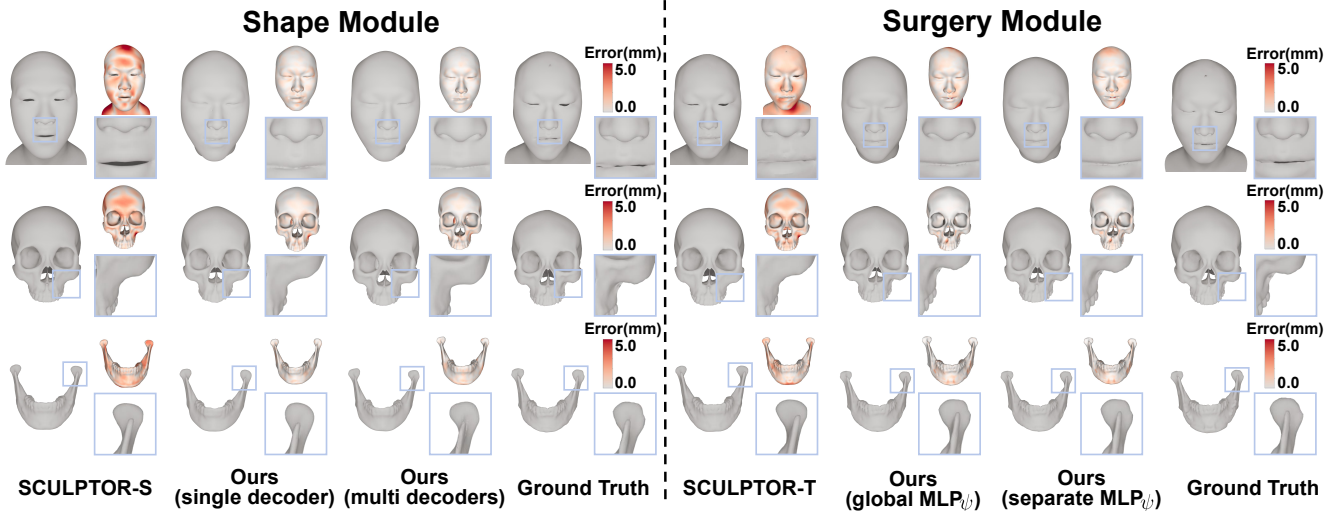 Shape Module
Surgery Module
Error(mm)
5.0
0.0
Error(mm)
5.0
0.0
Error(mm)
5.0
0.0
Error(mm)
5.0
0.0
Error(mm)
5.0
0.0
Error(mm)
5.0
0.0
SCULPTOR-S
Ours
(single decoder)
Ours
(multi decoders)
Ground Truth
SCULPTOR-T
Ours
(global MLPψ)
Ours
(separate MLPψ)
Ground Truth